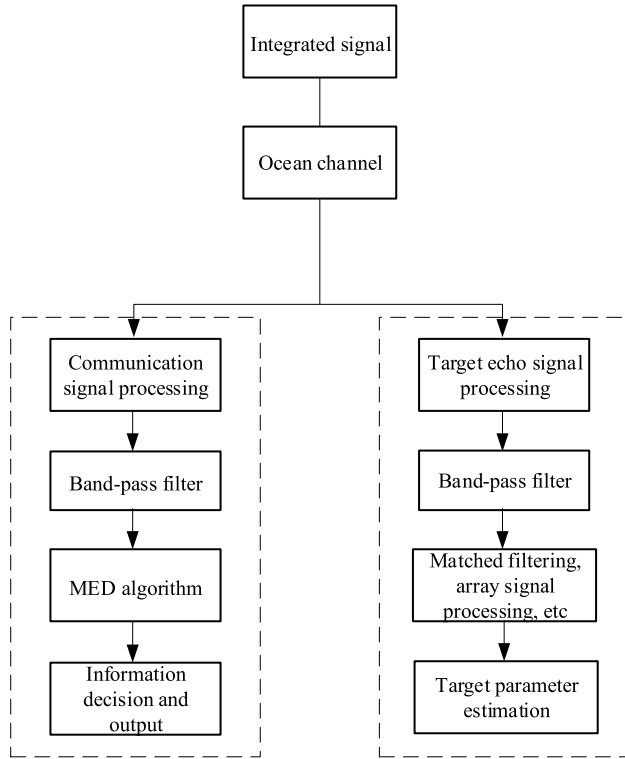 Integrated signal
Ocean channel
Communication
signal processing
Band-pass filter
MED algorithm
Information
decision and
output
Target echo signal
processing
Band-pass filter
Matched filtering,
array signal
processing, etc
Target parameter
estimation